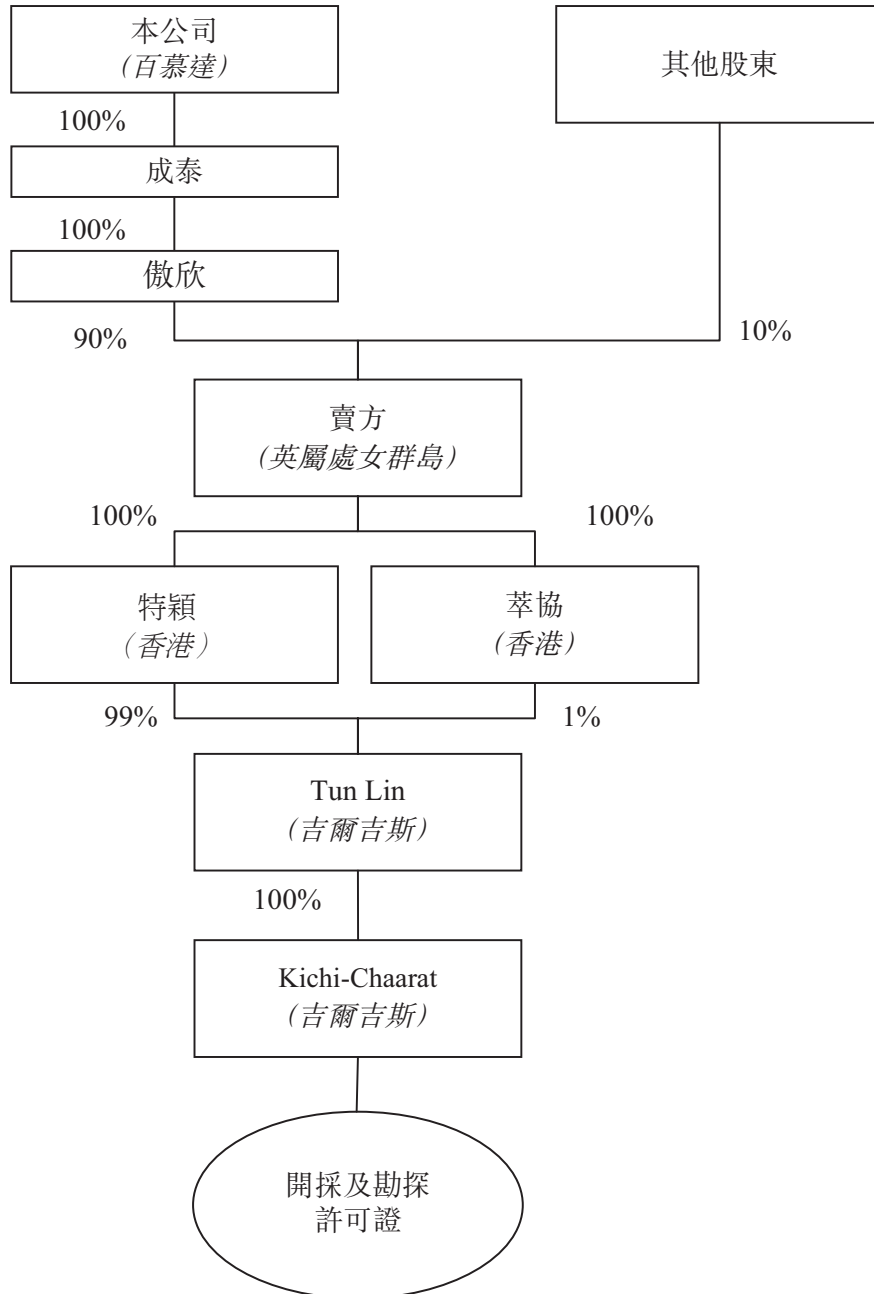 本公司
(百慕達)
其他股東
100%
成泰
100%
傲欣
90%
10%
賣方
(英屬處女群島)
100%
100%
特穎
(香港)
萃協
(香港)
99%
1%
Tun Lin
(吉爾吉斯)
100%
Kichi-Chaarat
(吉爾吉斯)
開採及勘探
許可證